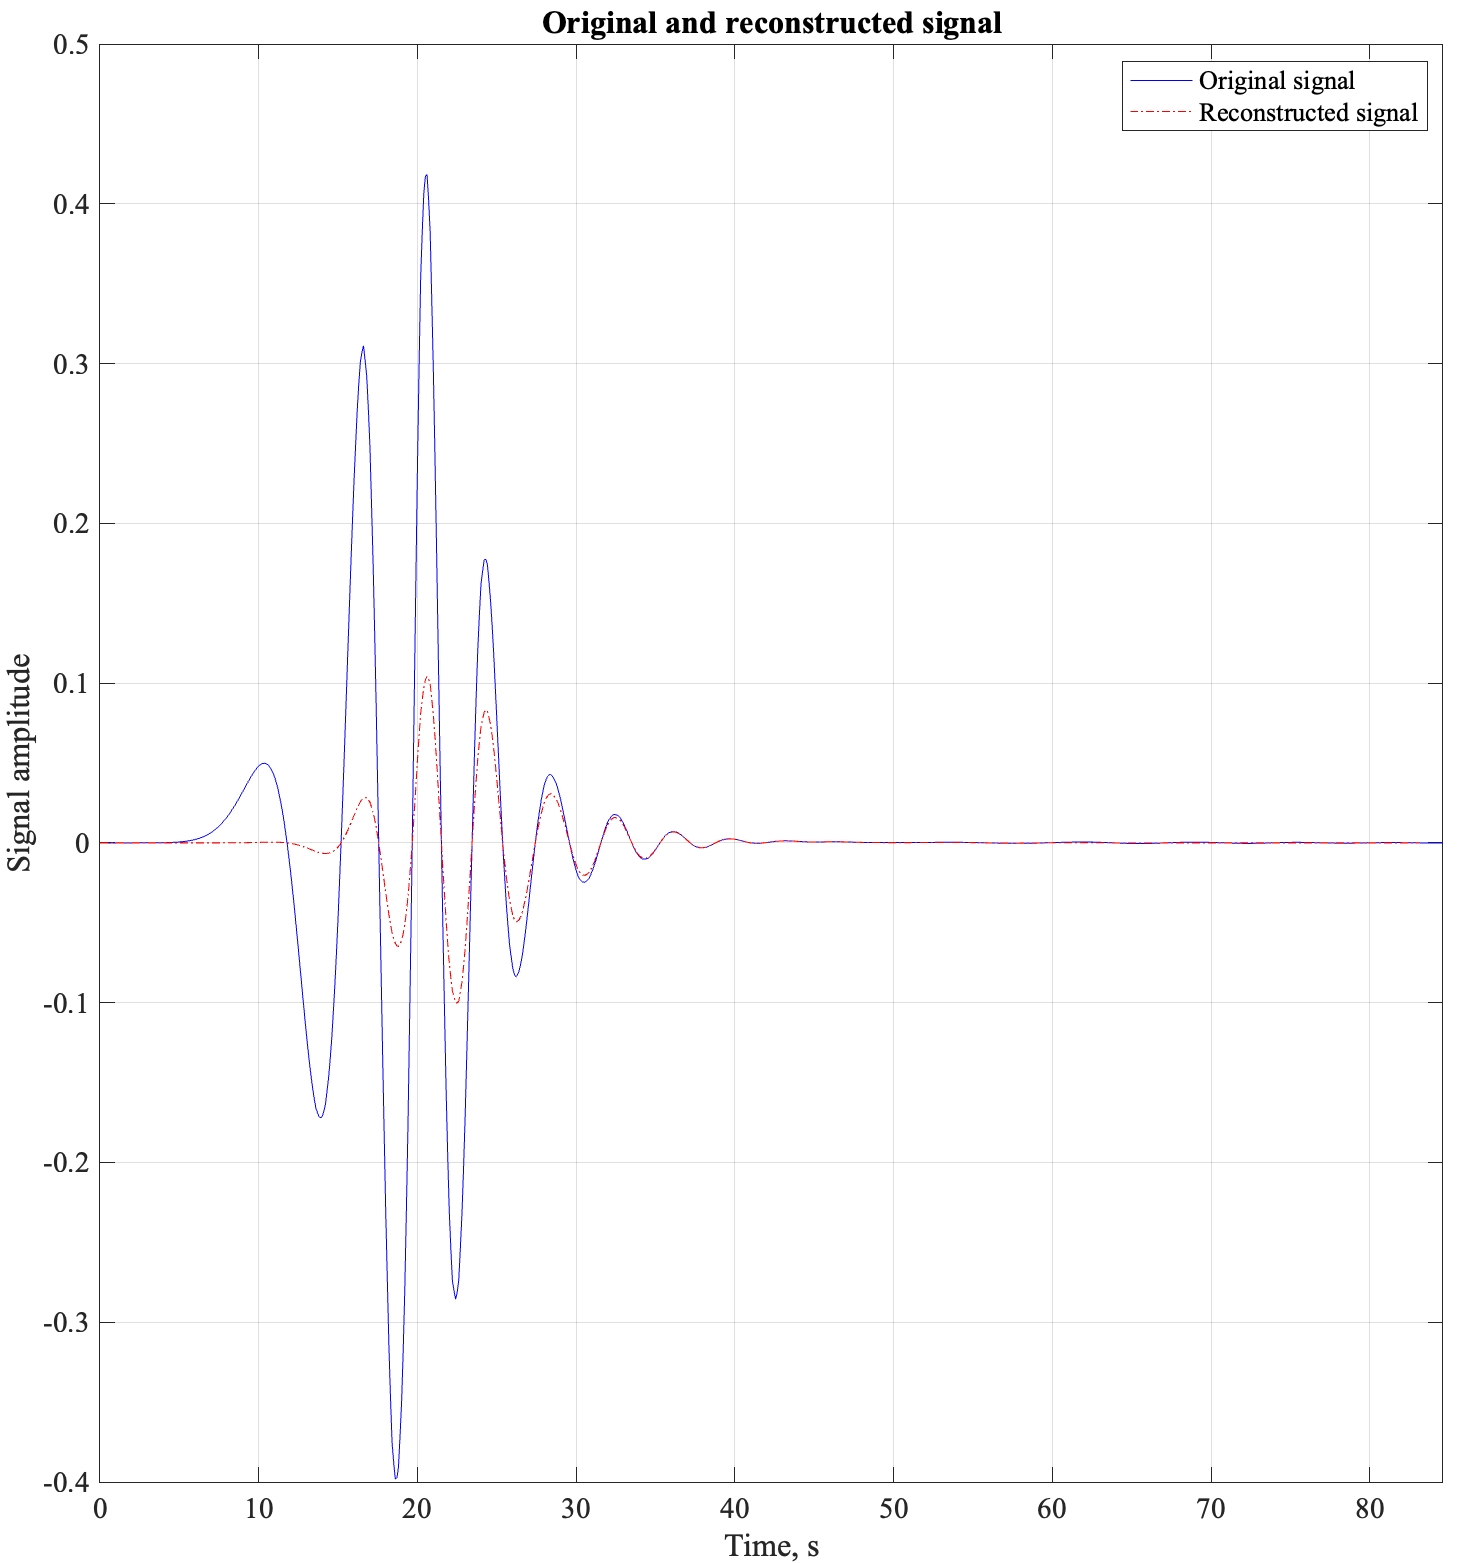 Original and reconstructed signal
Original signal
Reconstructed signal
0.5
0.4
0.3
0.2
0.1
0
-0.1
-0.2
-0.3
-0.4
Signal amplitude
0 10 20 30 40 50 60 70 80
Time, s